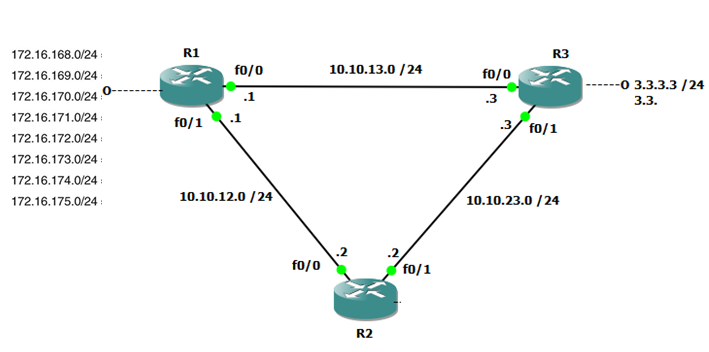 R1
R3
172.16.168.0/24 :
172.16.169.0/24 :
172.16.170.0/24 :
172.16.171.0/24 :
172.16.172.0/24 :
172.16.173.0/24 :
172.16.174.0/24 :
172.16.175.0/24 :
f0/0
10.10.13.0 /24
f0/0
.1
.3
3.3.3.3 /24
3.3.
f0/1
.1
.3
f0/1
10.10.12.0 /24
10.10.23.0 /24
.2
.2
f0/0
f0/1
R2